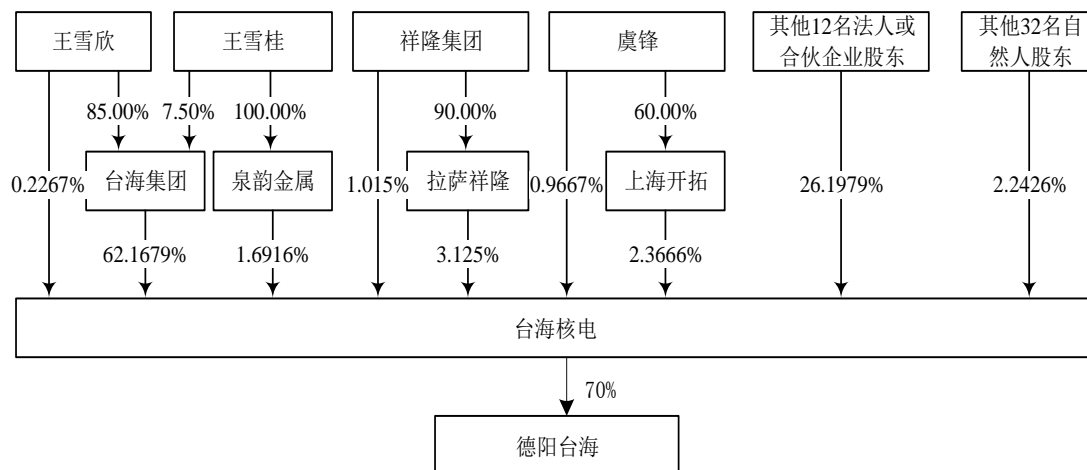 王雪欣
王雪桂
祥隆集团
虞锋
其他12名法人或
合伙企业股东
其他32名自
然人股东
85.00%
7.50%
100.00%
90.00%
60.00%
0.2267%
台海集团
泉韵金属
1.015%
拉萨祥隆
0.9667%
上海开拓
26.1979%
2.2426%
62.1679%
1.6916%
3.125%
2.3666%
台海核电
70%
德阳台海